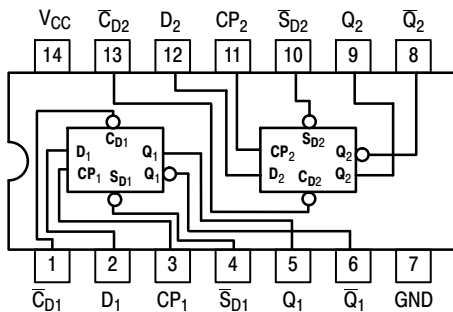 VCC C̅D2 D2 CP2 S̅D2 Q2 Q̅2
14 13 12 11 10 9 8
CD1 SD2
D1 Q1 CP2 Q2
CP1 SD1 Q1 D2 CD2 Q2
1 2 3 4 5 6 7
C̅D1 D1 CP1 S̅D1 Q1 Q̅1 GND